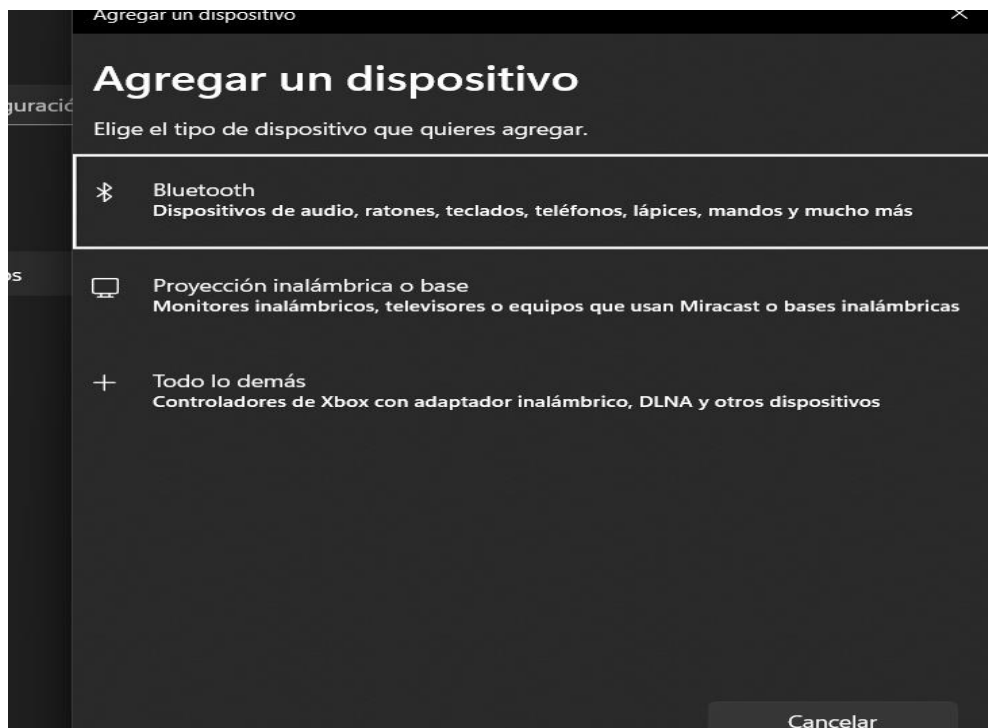 Agregar un dispositivo
Agregar un dispositivo
Elige el tipo de dispositivo que quieres agregar.
Bluetooth
Dispositivos de audio, ratones, teclados, teléfonos, lápices, mandos y mucho más
Proyección inalámbrica o base
Monitores inalámbricos, televisores o equipos que usan Miracast o bases inalámbricas
Todo lo demás
Controladores de Xbox con adaptador inalámbrico, DLNA y otros dispositivos
Cancelar